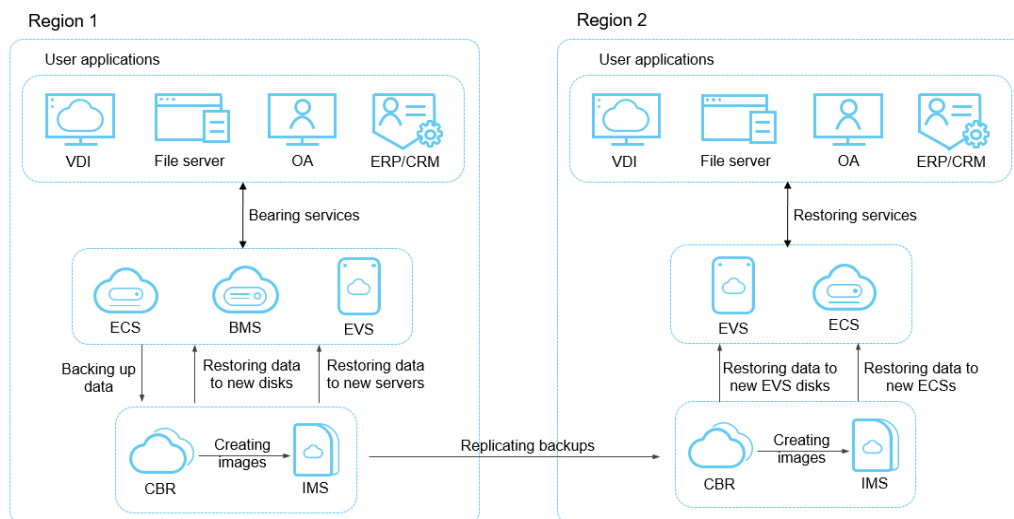 Region 1
User applications
VDI
File server
OA
ERP/CRM
Bearing services
ECS
BMS
EVS
Backing up
data
Restoring data
to new disks
Restoring data
to new servers
CBR
Creating
images
IMS
Replicating backups
Region 2
User applications
VDI
File server
OA
ERP/CRM
Restoring services
EVS
ECS
Restoring data to
new EVS disks
Restoring data to
new ECSs
CBR
Creating
images
IMS